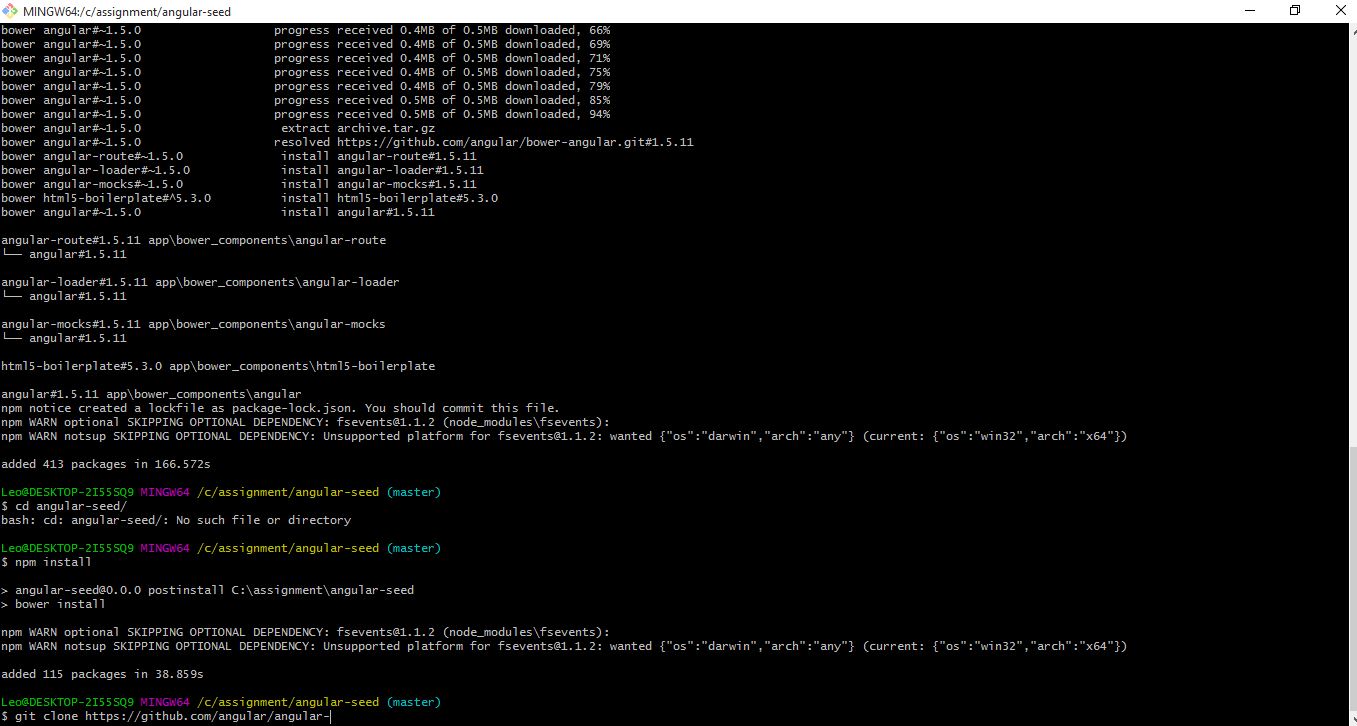 MINGW64:/c/assignment/angular-seed
bower angular#~1.5.0 progress received 0.4MB of 0.5MB downloaded, 66%
bower angular#~1.5.0 progress received 0.4MB of 0.5MB downloaded, 69%
bower angular#~1.5.0 progress received 0.4MB of 0.5MB downloaded, 71%
bower angular#~1.5.0 progress received 0.4MB of 0.5MB downloaded, 75%
bower angular#~1.5.0 progress received 0.4MB of 0.5MB downloaded, 79%
bower angular#~1.5.0 progress received 0.5MB of 0.5MB downloaded, 85%
bower angular#~1.5.0 progress received 0.5MB of 0.5MB downloaded, 94%
bower angular#~1.5.0 extract archive.tar.gz
bower angular#~1.5.0 resolved https://github.com/angular/bower-angular.git#1.5.11
bower angular-route#~1.5.0 install angular-route#1.5.11
bower angular-loader#~1.5.0 install angular-loader#1.5.11
bower angular-mocks#~1.5.0 install angular-mocks#1.5.11
bower html5-boilerplate#^5.3.0 install html5-boilerplate#5.3.0
bower angular#~1.5.0 install angular#1.5.11
angular-route#1.5.11 app\bower_components\angular-route
└── angular#1.5.11
angular-loader#1.5.11 app\bower_components\angular-loader
└── angular#1.5.11
angular-mocks#1.5.11 app\bower_components\angular-mocks
└── angular#1.5.11
html5-boilerplate#5.3.0 app\bower_components\html5-boilerplate
angular#1.5.11 app\bower_components\angular
npm notice created a lockfile as package-lock.json. You should commit this file.
npm WARN optional SKIPPING OPTIONAL DEPENDENCY: fsevents@1.1.2 (node_modules\fsevents):
npm WARN notsup SKIPPING OPTIONAL DEPENDENCY: Unsupported platform for fsevents@1.1.2: wanted {"os":"darwin","arch":"any"} (current: {"os":"win32","arch":"x64"})
added 413 packages in 166.572s
Leo@DESKTOP-2I55SQ9 MINGW64 /c/assignment/angular-seed (master)
$ cd angular-seed/
bash: cd: angular-seed/: No such file or directory
Leo@DESKTOP-2I55SQ9 MINGW64 /c/assignment/angular-seed (master)
$ npm install
> angular-seed@0.0.0 postinstall C:\assignment\angular-seed
> bower install
npm WARN optional SKIPPING OPTIONAL DEPENDENCY: fsevents@1.1.2 (node_modules\fsevents):
npm WARN notsup SKIPPING OPTIONAL DEPENDENCY: Unsupported platform for fsevents@1.1.2: wanted {"os":"darwin","arch":"any"} (current: {"os":"win32","arch":"x64"})
added 115 packages in 38.859s
Leo@DESKTOP-2I55SQ9 MINGW64 /c/assignment/angular-seed (master)
$ git clone https://github.com/angular/angular-